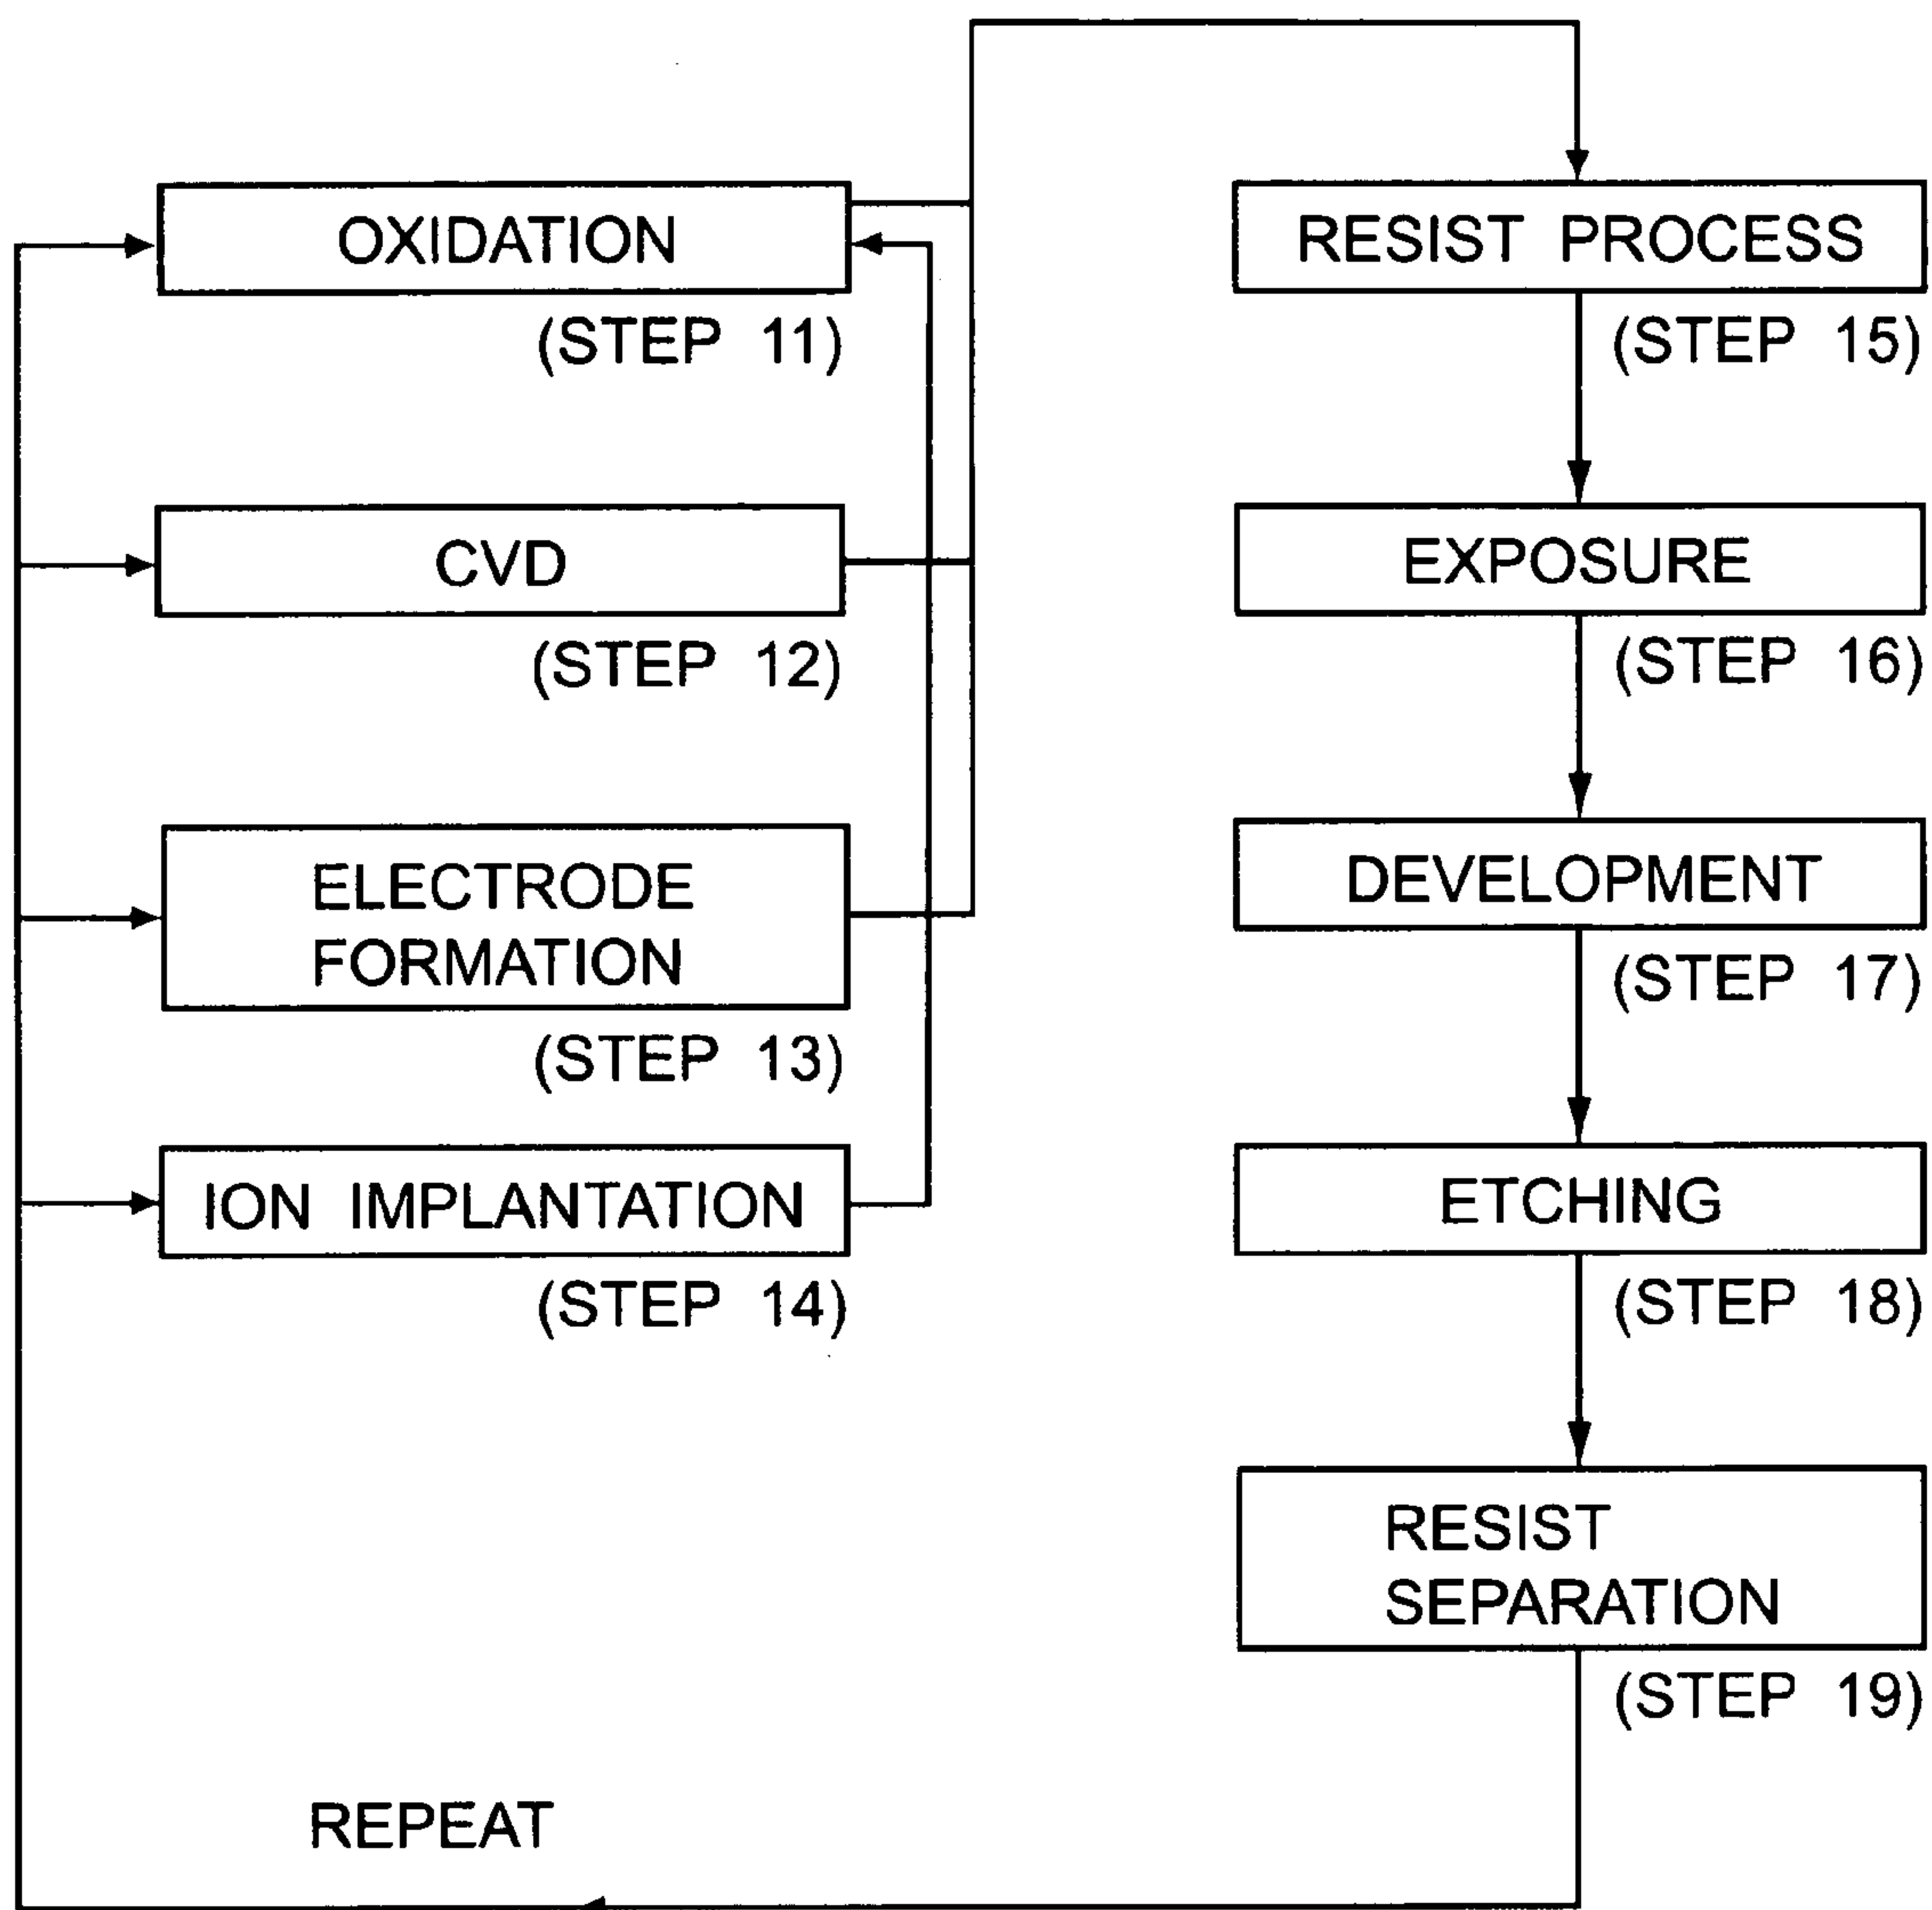 OXIDATION
(STEP 11)
CVD
(STEP 12)
ELECTRODE
FORMATION
(STEP 13)
ION IMPLANTATION
(STEP 14)
RESIST PROCESS
(STEP 15)
EXPOSURE
(STEP 16)
DEVELOPMENT
(STEP 17)
ETCHING
(STEP 18)
RESIST
SEPARATION
(STEP 19)
REPEAT